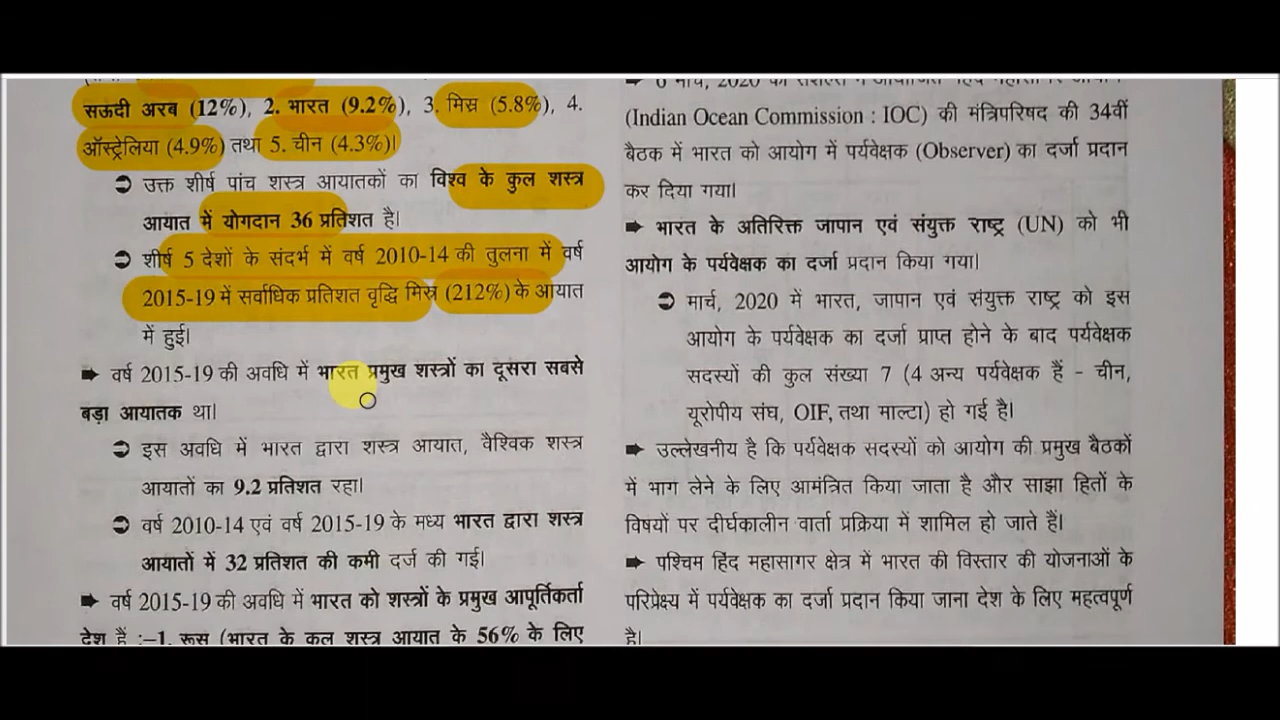 सऊदी अरब (12%), 2. भारत (9.2%), 3. मिस्र (5.8%), 4.
ऑस्ट्रेलिया (4.9%) तथा 5. चीन (4.3%)।
➲ उक्त शीर्ष पांच शस्त्र आयातकों का विश्व के कुल शस्त्र
आयात में योगदान 36 प्रतिशत है।
➲ शीर्ष 5 देशों के संदर्भ में वर्ष 2010-14 की तुलना में वर्ष
2015-19 में सर्वाधिक प्रतिशत वृद्धि मिस्र (212%) के आयात
में हुई।
➨ वर्ष 2015-19 की अवधि में भारत प्रमुख शस्त्रों का दूसरा सबसे
बड़ा आयातक था।
➲ इस अवधि में भारत द्वारा शस्त्र आयात, वैश्विक शस्त्र
आयातों का 9.2 प्रतिशत रहा।
➲ वर्ष 2010-14 एवं वर्ष 2015-19 के मध्य भारत द्वारा शस्त्र
आयातों में 32 प्रतिशत की कमी दर्ज की गई।
➨ वर्ष 2015-19 की अवधि में भारत को शस्त्रों के प्रमुख आपूर्तिकर्ता
देश हैं :–1. रूस (भारत के कुल शस्त्र आयात के 56% के लिए
➨ 6 मार्च, 2020 को
(Indian Ocean Commission : IOC) की मंत्रिपरिषद की 34वीं
बैठक में भारत को आयोग में पर्यवेक्षक (Observer) का दर्जा प्रदान
कर दिया गया।
➨ भारत के अतिरिक्त जापान एवं संयुक्त राष्ट्र (UN) को भी
आयोग के पर्यवेक्षक का दर्जा प्रदान किया गया।
➲ मार्च, 2020 में भारत, जापान एवं संयुक्त राष्ट्र को इस
आयोग के पर्यवेक्षक का दर्जा प्राप्त होने के बाद पर्यवेक्षक
सदस्यों की कुल संख्या 7 (4 अन्य पर्यवेक्षक हैं - चीन,
यूरोपीय संघ, OIF, तथा माल्टा) हो गई है।
➨ उल्लेखनीय है कि पर्यवेक्षक सदस्यों को आयोग की प्रमुख बैठकों
में भाग लेने के लिए आमंत्रित किया जाता है और साझा हितों के
विषयों पर दीर्घकालीन वार्ता प्रक्रिया में शामिल हो जाते हैं।
➨ पश्चिम हिंद महासागर क्षेत्र में भारत की विस्तार की योजनाओं के
परिप्रेक्ष्य में पर्यवेक्षक का दर्जा प्रदान किया जाना देश के लिए महत्वपूर्ण
है।